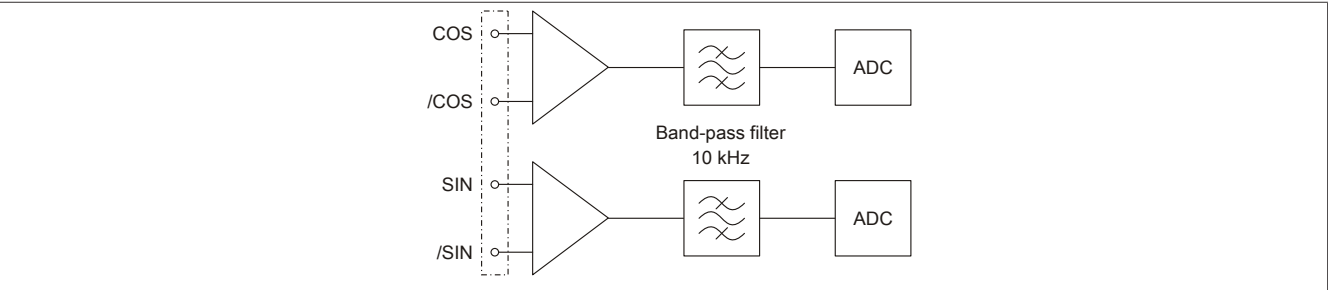 COS
ADC
/COS
Band-pass filter
10 kHz
SIN
ADC
/SIN